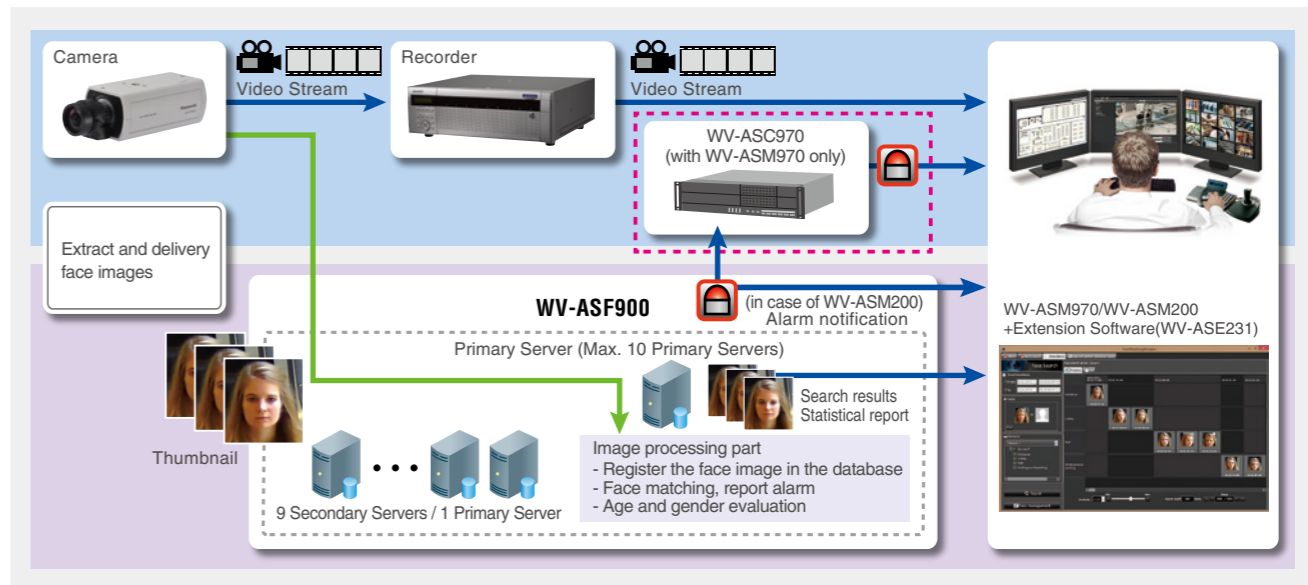 Camera
Video Stream
Recorder
Video Stream
WV-ASC970
(with WV-ASM970 only)
Extract and delivery
face images
WV-ASF900
(in case of WV-ASM200)
Alarm notification
WV-ASM970/WV-ASM200
+Extension Software(WV-ASE231)
Primary Server (Max. 10 Primary Servers)
Search results
Statistical report
Thumbnail
Image processing part
- Register the face image in the database
- Face matching, report alarm
- Age and gender evaluation
9 Secondary Servers / 1 Primary Server